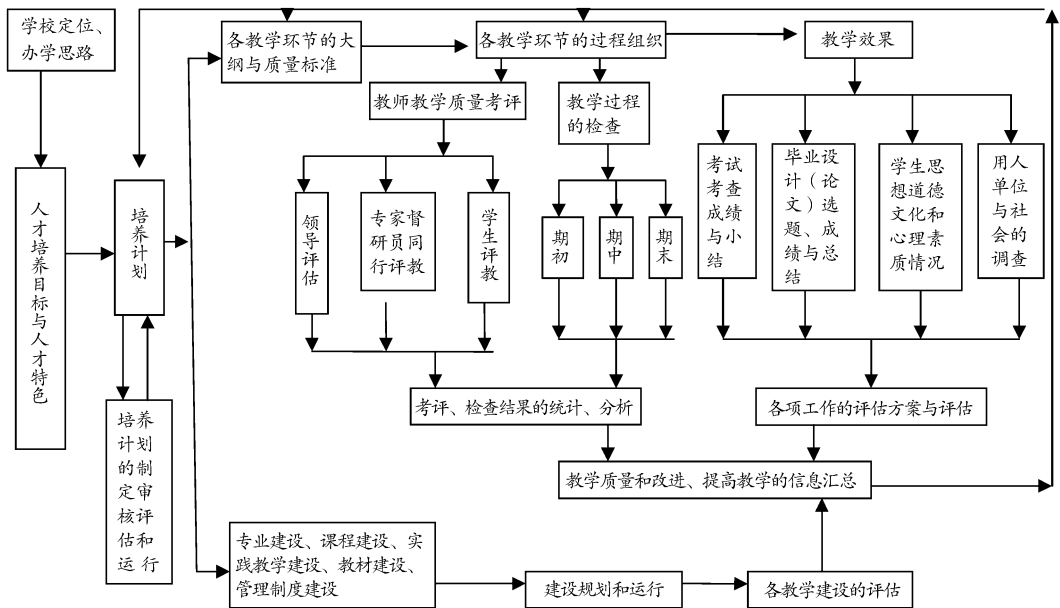 学校定位、
办学思路
各教学环节的大
纲与质量标准
各教学环节的过程组织
教学效果
教师教学质量考评
教学过程
的检查
人才培养目标与人才特色
培养计划
领导评估
专家督
研员同
行评教
学生评教
期初
期中
期末
考试
考查
成绩
与小
结
毕业设
计（论
文）选
题、成
绩与总
结
学生思
想道德
文化和
心理素
质情况
用人
单位
与社
会的
调查
培养
计划
的制
定审
核评
估和
运行
考评、检查结果的统计、分析
各项工作的评估方案与评估
教学质量和改进、提高教学的信息汇总
专业建设、课程建设、实
践教学建设、教材建设、
管理制度建设
建设规划和运行
各教学建设的评估